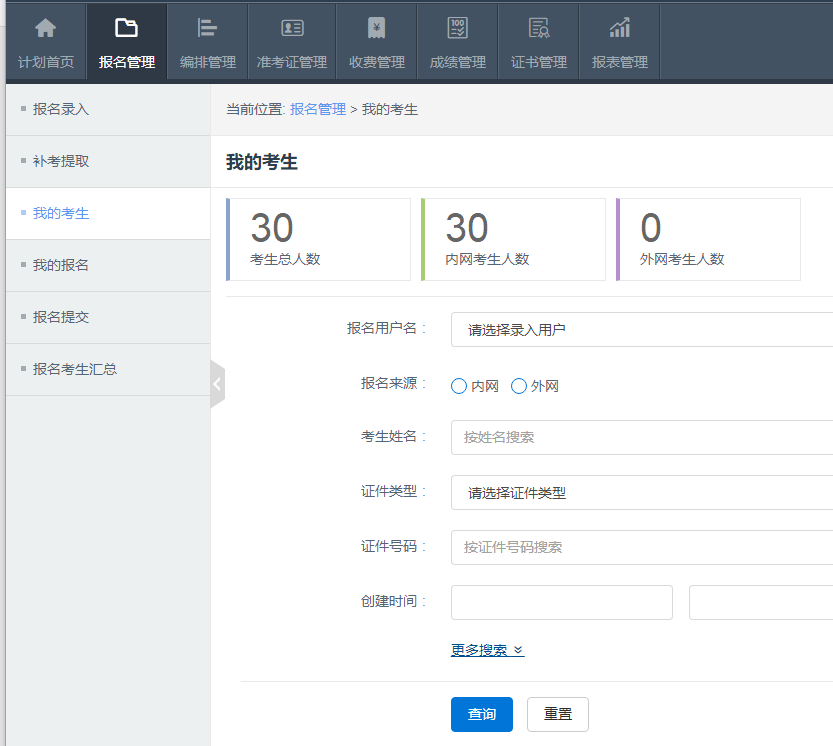 计划首页 报名管理 编排管理 准考证管理 收费管理 成绩管理 证书管理 报表管理
报名录入
补考提取
我的考生
我的报名
报名提交
报名考生汇总
当前位置: 报名管理 > 我的考生
我的考生
30 30 0
考生总人数 内网考生人数 外网考生人数
报名用户名 : 请选择录入用户
报名来源 : 内网 外网
考生姓名 : 按姓名搜索
证件类型 : 请选择证件类型
证件号码 : 按证件号码搜索
创建时间 :
更多搜索
查询 重置